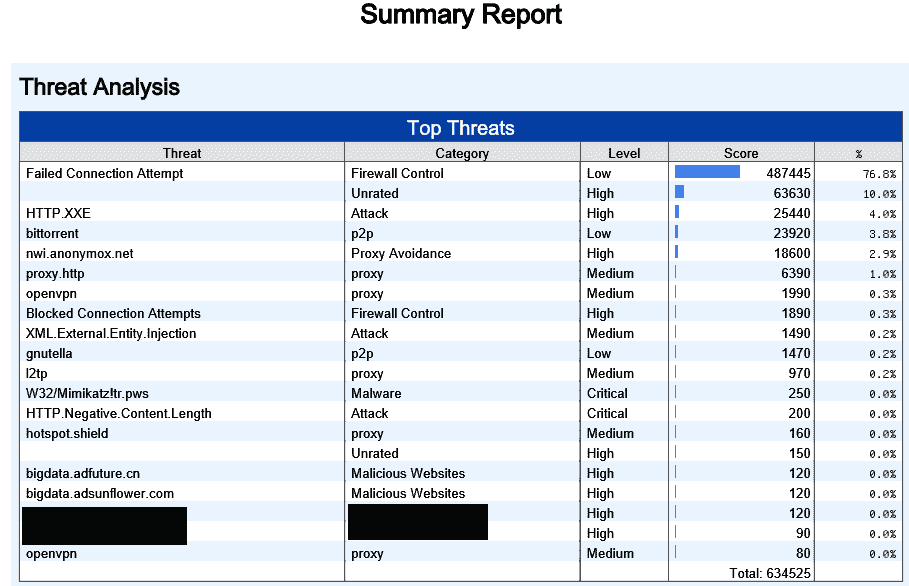 Summary Report
Threat Analysis
Top Threats
Threat Category Level Score %
Failed Connection Attempt Firewall Control Low 487445 76.8%
Unrated High 63630 10.0%
HTTP.XXE Attack High 25440 4.0%
bittorrent p2p Low 23920 3.8%
nwi.anonymox.net Proxy Avoidance High 18600 2.9%
proxy.http proxy Medium 6390 1.0%
openvpn proxy Medium 1990 0.3%
Blocked Connection Attempts Firewall Control High 1890 0.3%
XML.External.Entity.Injection Attack Medium 1490 0.2%
gnutella p2p Low 1470 0.2%
l2tp proxy Medium 970 0.2%
W32/Mimikatz!tr.pws Malware Critical 250 0.0%
HTTP.Negative.Content.Length Attack Critical 200 0.0%
hotspot.shield proxy Medium 160 0.0%
Unrated High 150 0.0%
bigdata.adfuture.cn Malicious Websites High 120 0.0%
bigdata.adsunflower.com Malicious Websites High 120 0.0%
High 120 0.0%
High 90 0.0%
openvpn proxy Medium 80 0.0%
Total: 634525